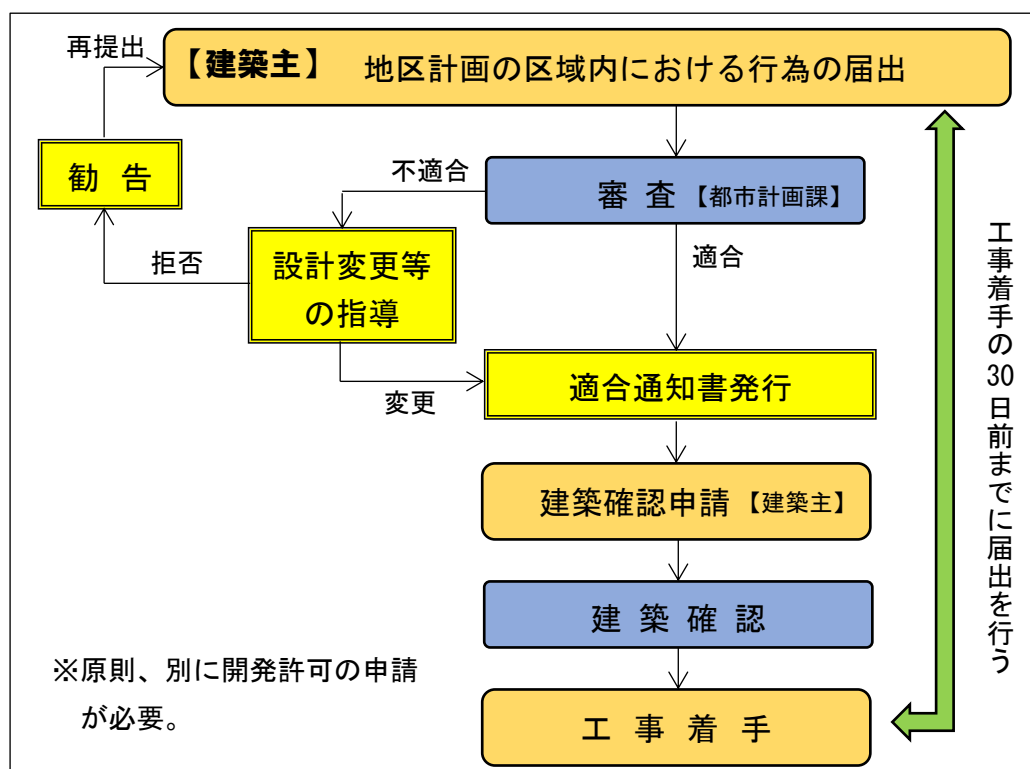 再提出
【建築主】 地区計画の区域内における行為の届出
勧 告
不適合
審 査 【都市計画課】
拒否
設計変更等
の指導
適合
変更
適合通知書発行
建築確認申請 【建築主】
建 築 確 認
※原則、別に開発許可の申請
が必要。
工 事 着 手
工事着手の30日前までに届出を行う